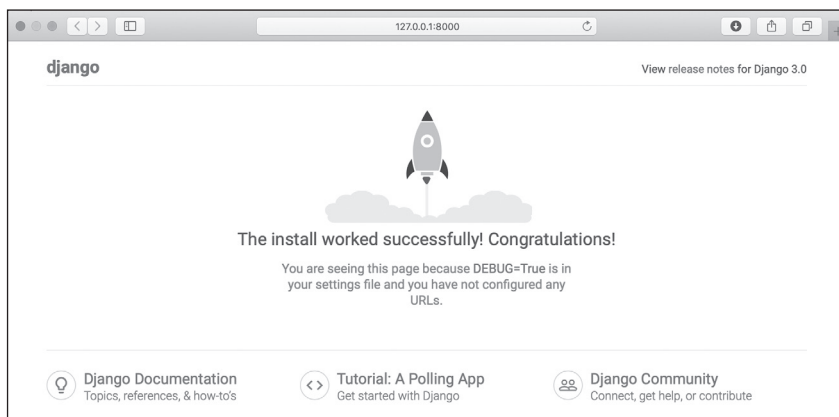 127.0.0.1:8000
django
View release notes for Django 3.0
The install worked successfully! Congratulations!
You are seeing this page because DEBUG=True is in
your settings file and you have not configured any
URLs.
Django Documentation
Topics, references, & how-to's
Tutorial: A Polling App
Get started with Django
Django Community
Connect, get help, or contribute